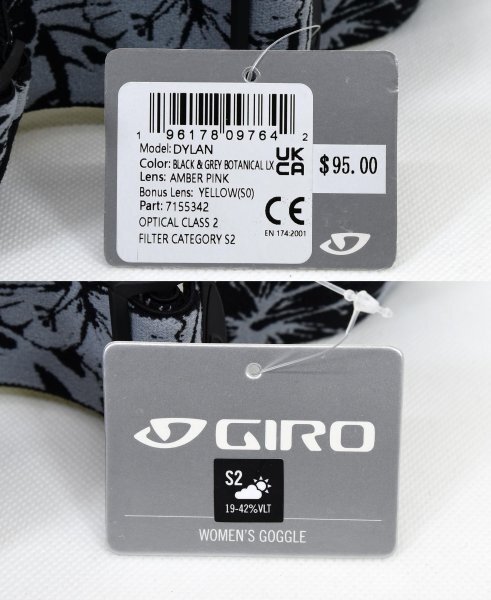 1 96178 09764 2
Model: DYLAN
Color: BLACK & GREY BOTANICAL LX
Lens: AMBER PINK
Bonus Lens: YELLOW(S0)
Part: 7155342
OPTICAL CLASS 2
FILTER CATEGORY S2
UK
CA
CE
EN 174:2001
$95.00
GIRO
S2
19-42%VLT
WOMEN'S GOGGLE